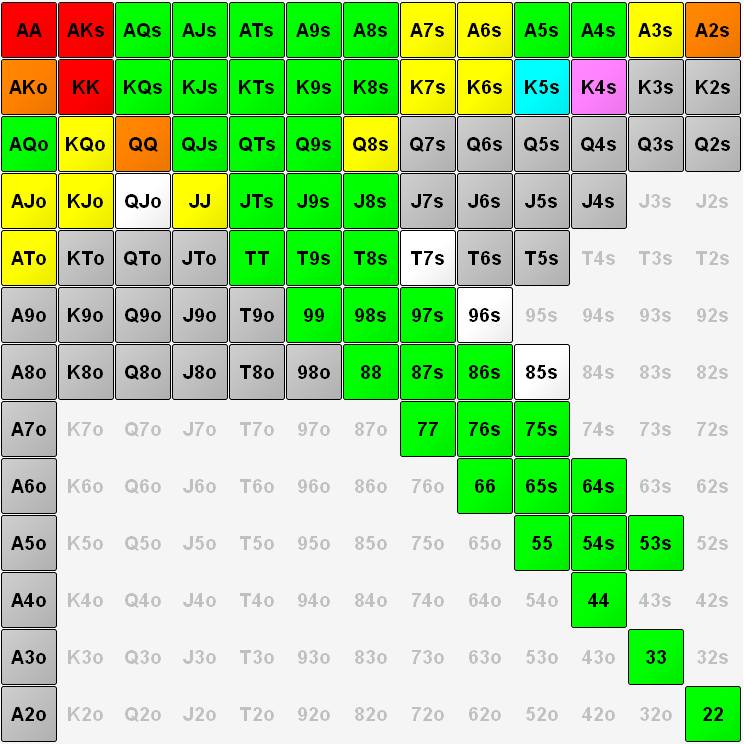 AA AKs AQs AJs ATs A9s A8s A7s A6s A5s A4s A3s A2s
AKo KK KQs KJs KTs K9s K8s K7s K6s K5s K4s K3s K2s
AQo KQo QQ QJs QTs Q9s Q8s Q7s Q6s Q5s Q4s Q3s Q2s
AJo KJo QJo JJ JTs J9s J8s J7s J6s J5s J4s J3s J2s
ATo KTo QTo JTo TT T9s T8s T7s T6s T5s T4s T3s T2s
A9o K9o Q9o J9o T9o 99 98s 97s 96s 95s 94s 93s 92s
A8o K8o Q8o J8o T8o 98o 88 87s 86s 85s 84s 83s 82s
A7o K7o Q7o J7o T7o 97o 87o 77 76s 75s 74s 73s 72s
A6o K6o Q6o J6o T6o 96o 86o 76o 66 65s 64s 63s 62s
A5o K5o Q5o J5o T5o 95o 85o 75o 65o 55 54s 53s 52s
A4o K4o Q4o J4o T4o 94o 84o 74o 64o 54o 44 43s 42s
A3o K3o Q3o J3o T3o 93o 83o 73o 63o 53o 43o 33 32s
A2o K2o Q2o J2o T2o 92o 82o 72o 62o 52o 42o 32o 22